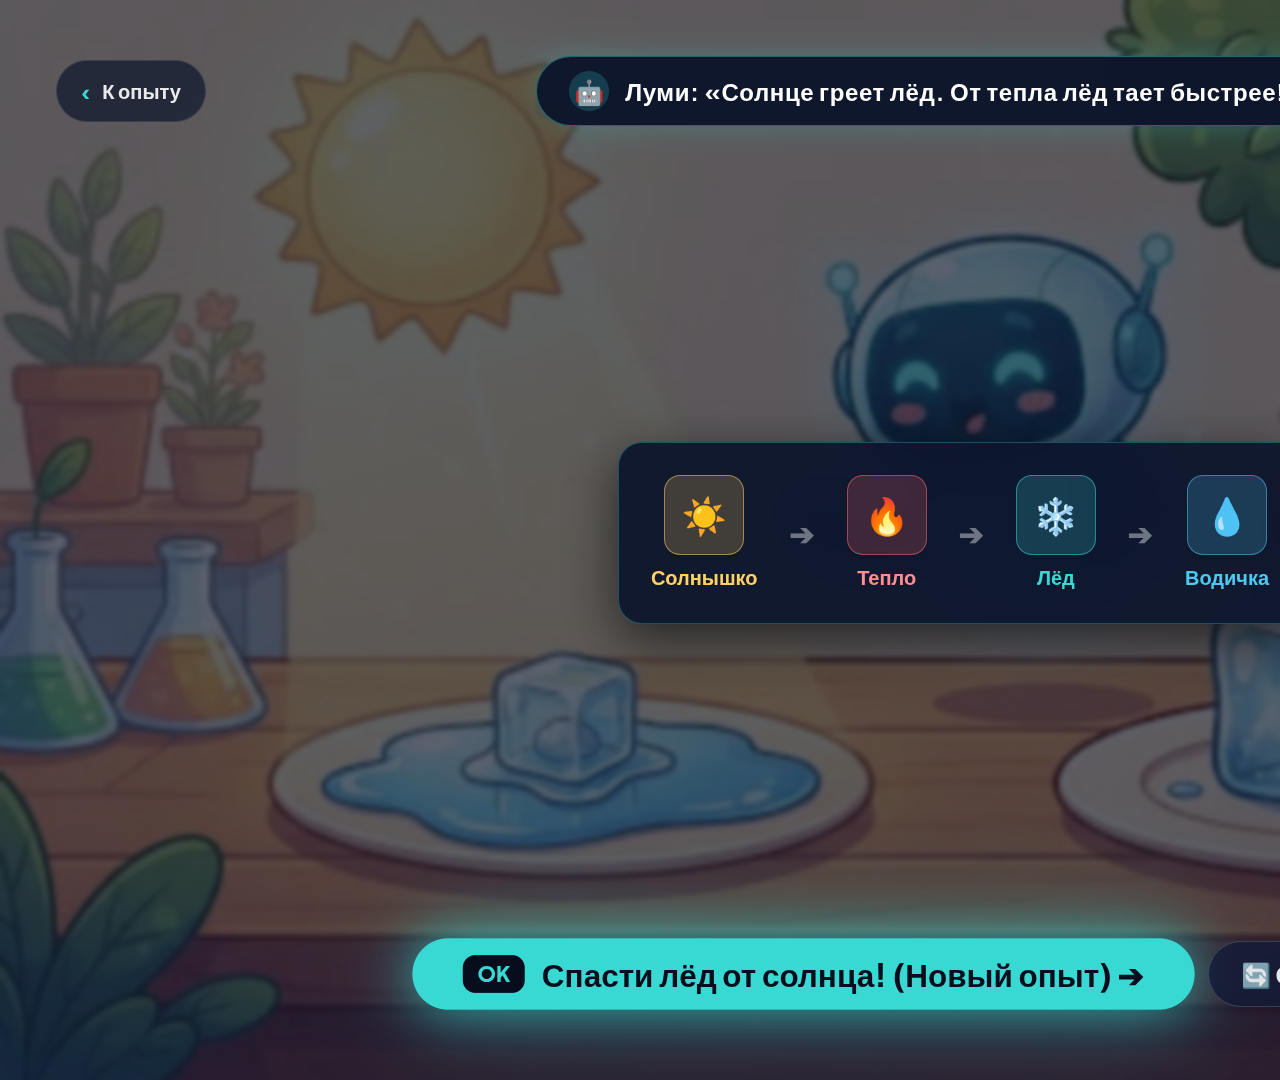 ‹ К опыту
Луми: «Солнце греет лёд. От тепла лёд тает быстрее!
Солнышко ➔ Тепло ➔ Лёд ➔ Водичка
OK Спасти лёд от солнца! (Новый опыт) ➔